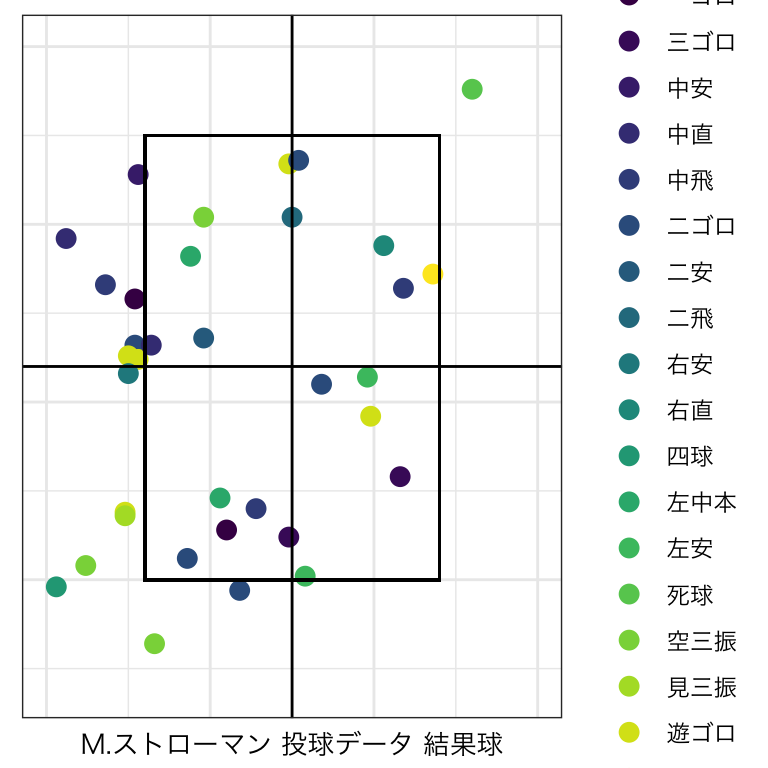 三ゴロ
中安
中直
中飛
二ゴロ
二安
二飛
右安
右直
四球
左中本
左安
死球
空三振
見三振
遊ゴロ
M.ストローマン 投球データ 結果球